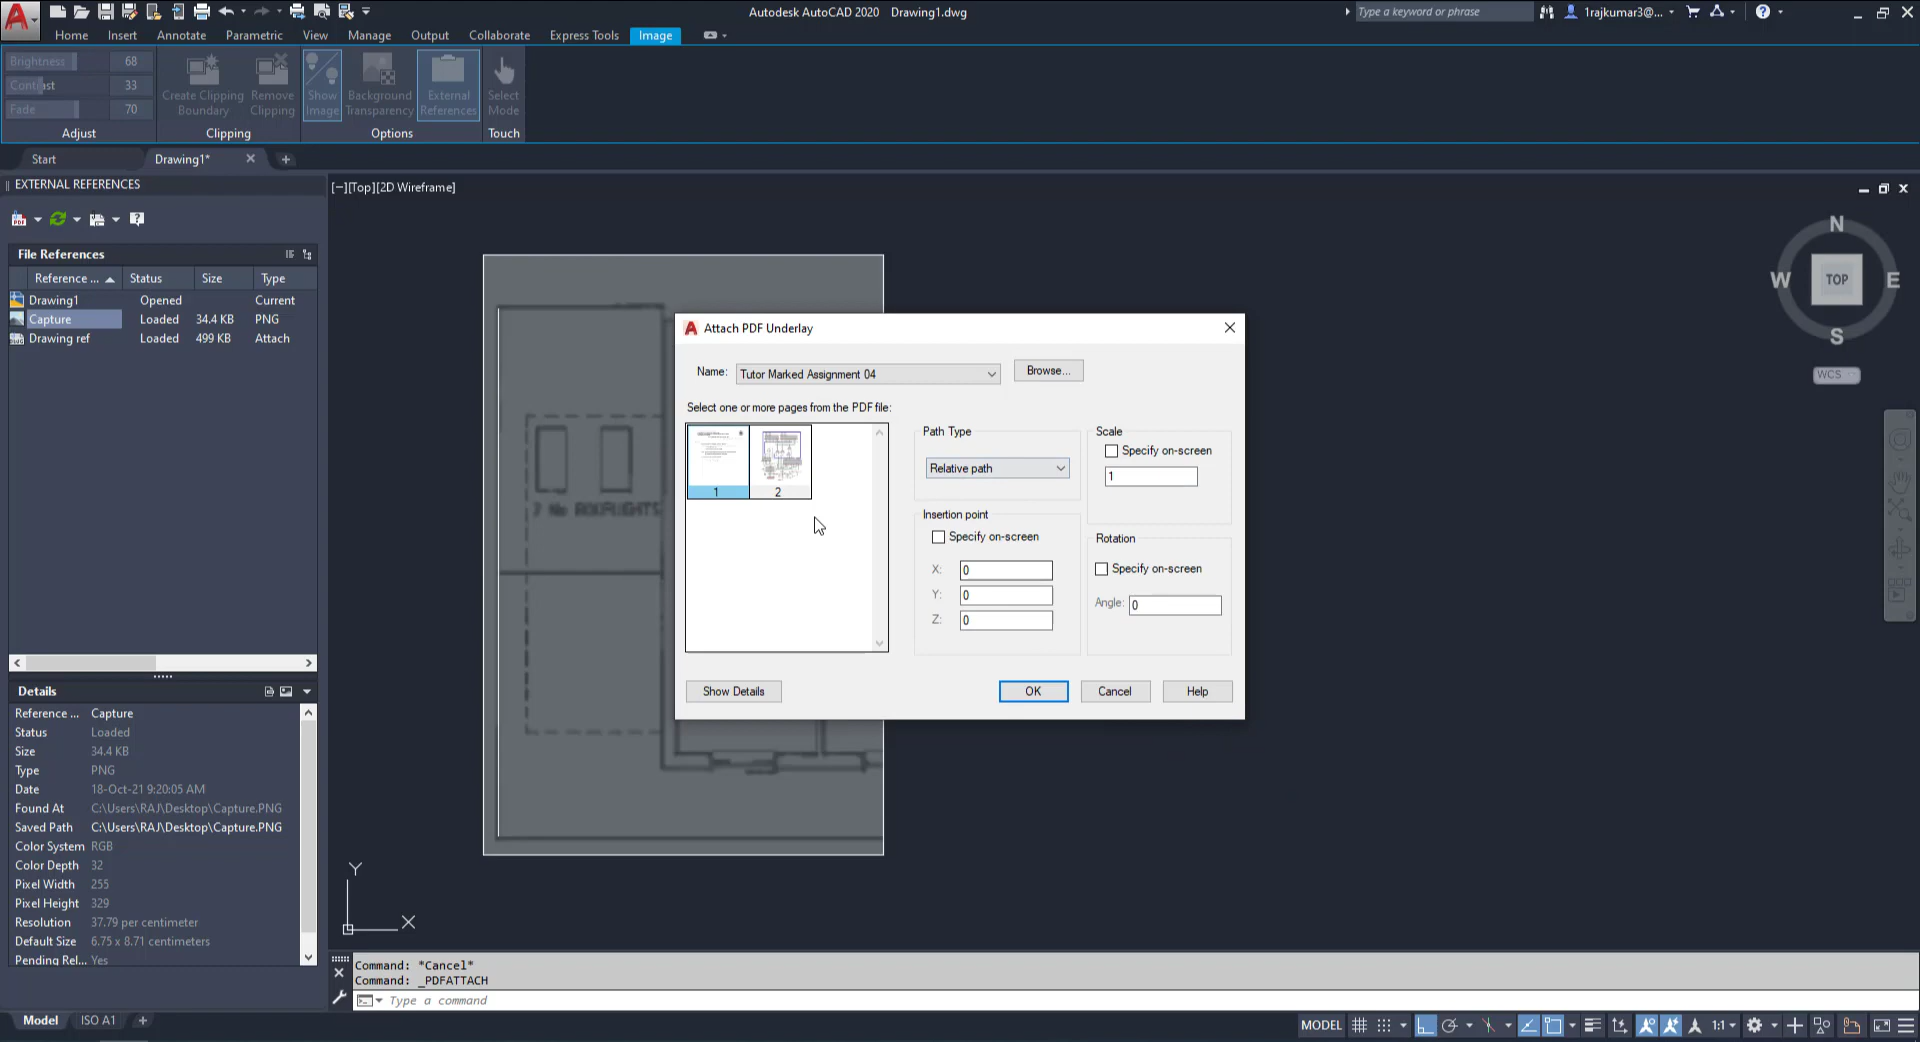 Autodesk AutoCAD 2020 Drawing1.dwg
Type a keyword or phrase
1rajkumar3@...
Home Insert Annotate Parametric View Manage Output Collaborate Express Tools Image
Brightness 68
Contrast 33
Fade 70
Create Clipping
Boundary
Remove
Clipping
Show
Image
Background
Transparency
External
References
Select
Mode
Adjust Clipping Options Touch
Start Drawing1*
EXTERNAL REFERENCES
[−][Top][2D Wireframe]
File References
Reference ... Status Size Type
Drawing1 Opened Current
Capture Loaded 34.4 KB PNG
Drawing ref Loaded 499 KB Attach
Details
Reference ... Capture
Status Loaded
Size 34.4 KB
Type PNG
Date 18-Oct-21 9:20:05 AM
Found At C:\Users\RAJ\Desktop\Capture.PNG
Saved Path C:\Users\RAJ\Desktop\Capture.PNG
Color System RGB
Color Depth 32
Pixel Width 255
Pixel Height 329
Resolution 37.79 per centimeter
Default Size 6.75 x 8.71 centimeters
Pending Rel... Yes
Attach PDF Underlay
Name: Tutor Marked Assignment 04 Browse...
Select one or more pages from the PDF file:
1 2
Path Type
Relative path
Scale
Specify on-screen
1
Insertion point
Specify on-screen
X: 0
Y: 0
Z: 0
Rotation
Specify on-screen
Angle: 0
Show Details OK Cancel Help
N
W TOP E
S
WCS
Y
X
Command: *Cancel*
Command: _PDFATTACH
Type a command
Model ISO A1
MODEL 1:1